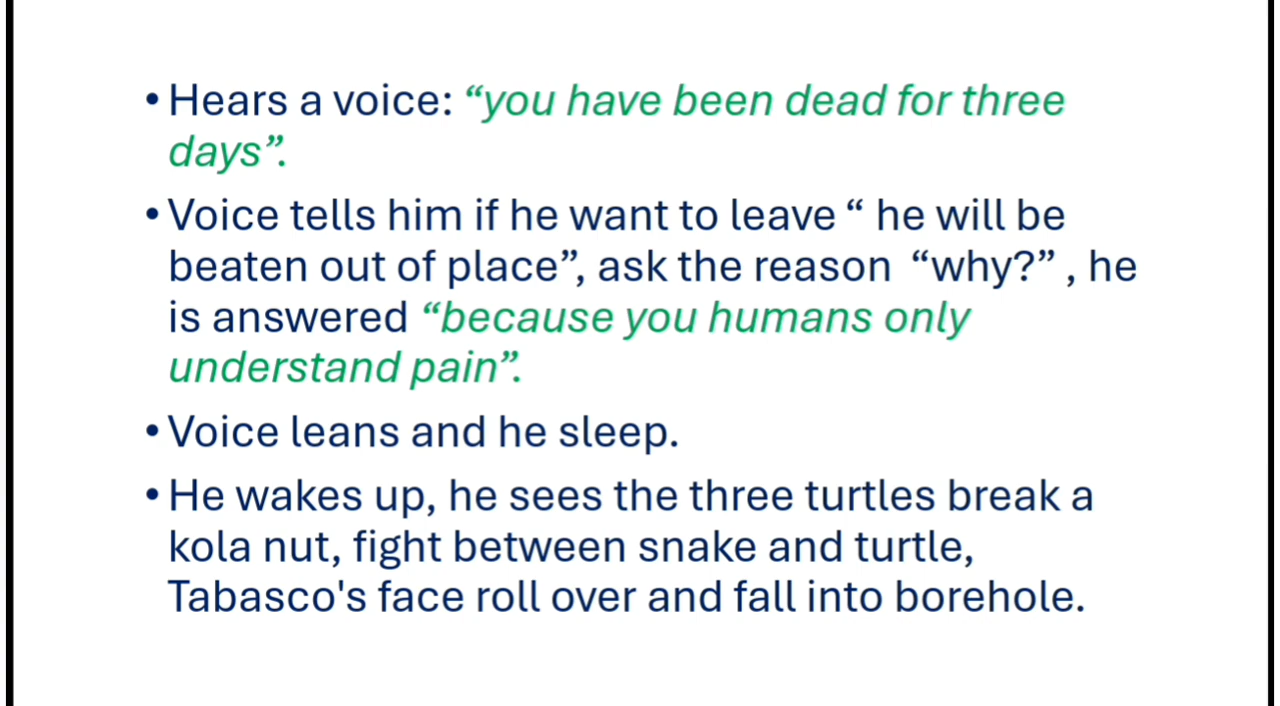 • Hears a voice: “you have been dead for three
days”.
• Voice tells him if he want to leave “ he will be
beaten out of place”, ask the reason “why?” , he
is answered “because you humans only
understand pain”.
• Voice leans and he sleep.
• He wakes up, he sees the three turtles break a
kola nut, fight between snake and turtle,
Tabasco's face roll over and fall into borehole.